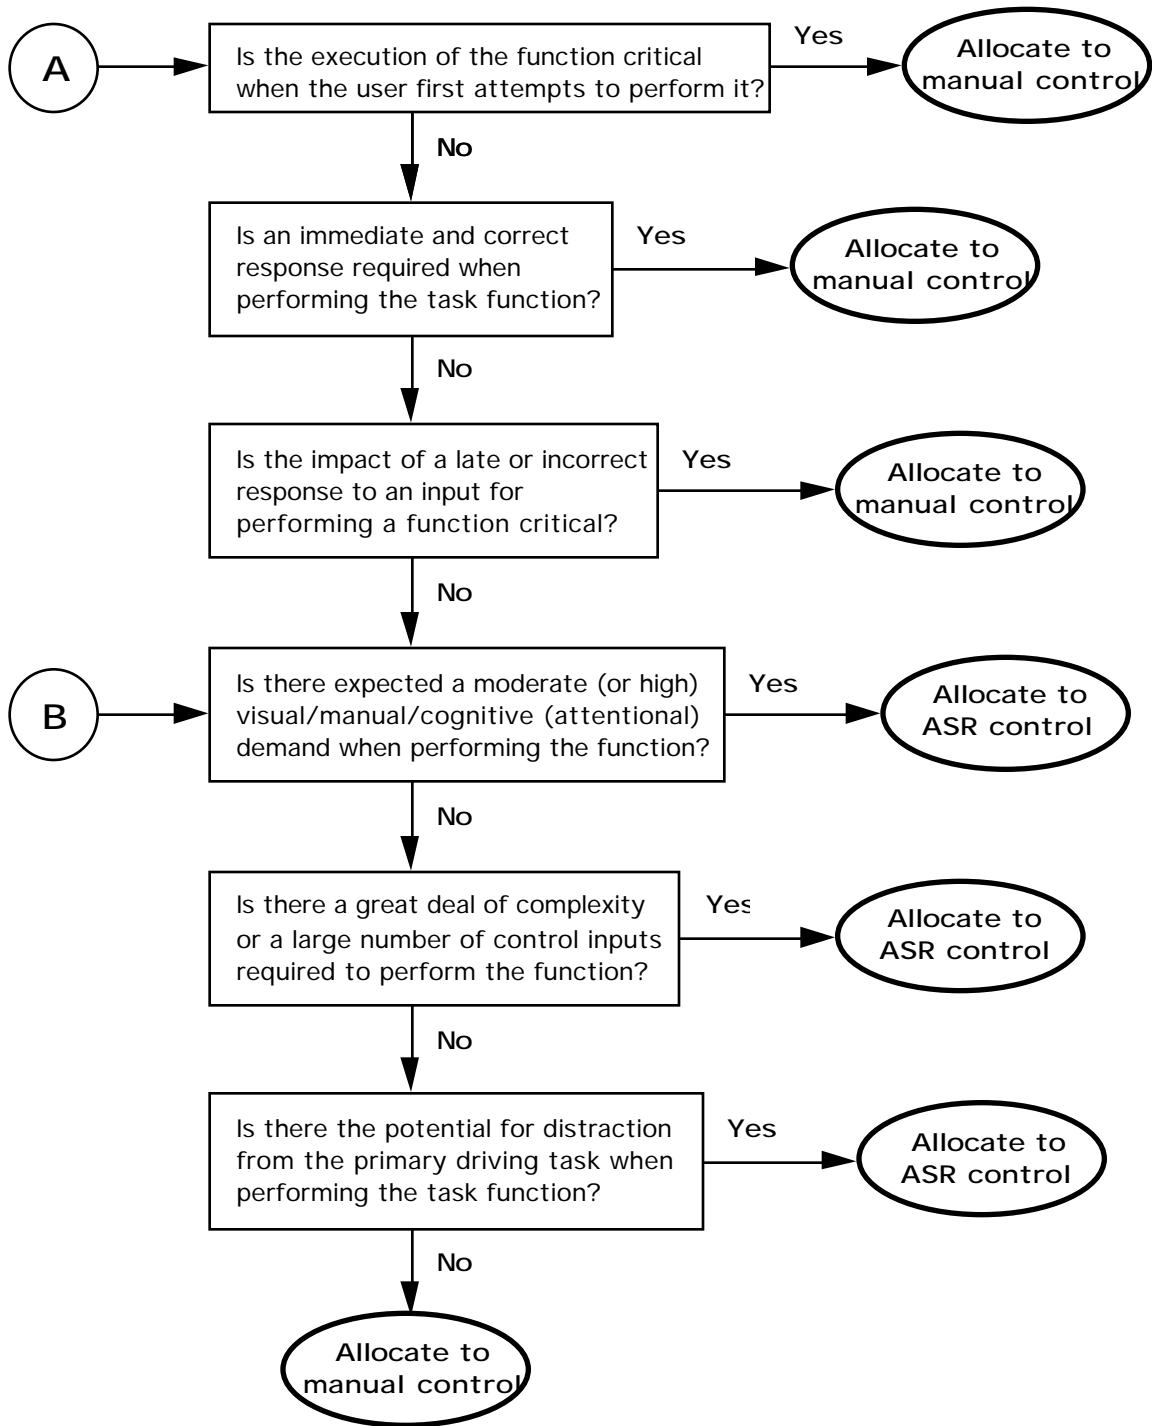 A
Is the execution of the function critical
when the user first attempts to perform it?
Yes
Allocate to
manual control
No
Is an immediate and correct
response required when
performing the task function?
Yes
Allocate to
manual control
No
Is the impact of a late or incorrect
response to an input for
performing a function critical?
Yes
Allocate to
manual control
No
B
Is there expected a moderate (or high)
visual/manual/cognitive (attentional)
demand when performing the function?
Yes
Allocate to
ASR control
No
Is there a great deal of complexity
or a large number of control inputs
required to perform the function?
Yes
Allocate to
ASR control
No
Is there the potential for distraction
from the primary driving task when
performing the task function?
Yes
Allocate to
ASR control
No
Allocate to
manual control